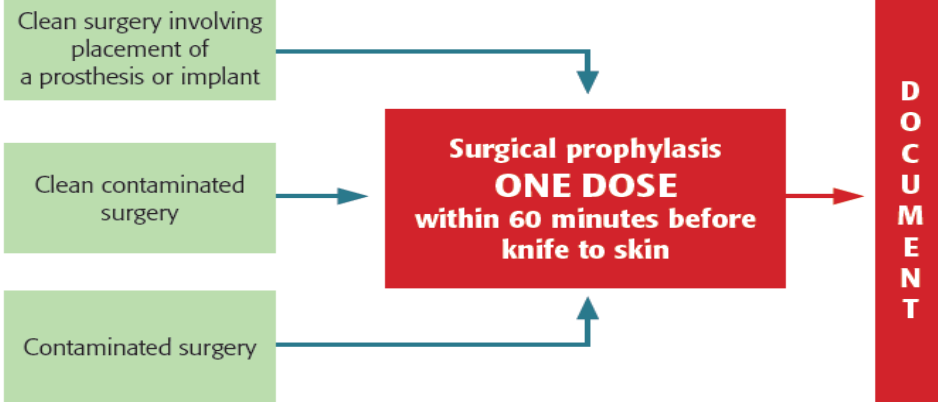 Clean surgery involving
placement of
a prosthesis or implant
Clean contaminated
surgery
Contaminated surgery
Surgical prophylasis
ONE DOSE
within 60 minutes before
knife to skin
DOCUMENT